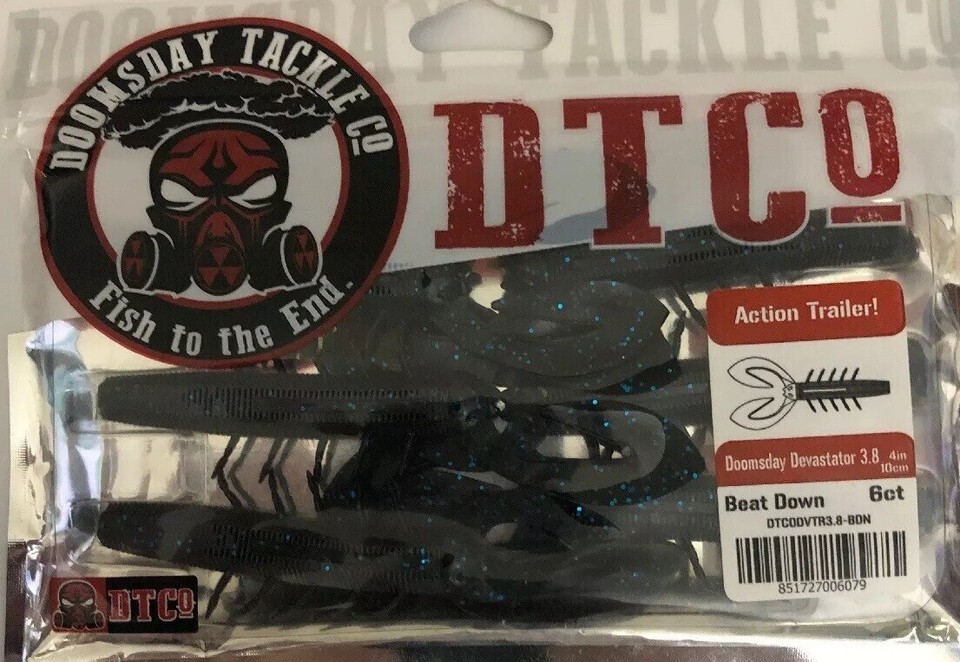 DOOMSDAY TACKLE CO
DOOMSDAY TACKLE CO
Fish to the End.
DTCO
Action Trailer!
Doomsday Devastator 3.8 4in
10cm
Beat Down 6ct
DTCODVTR3.8-BDN
851727006079
DTCO